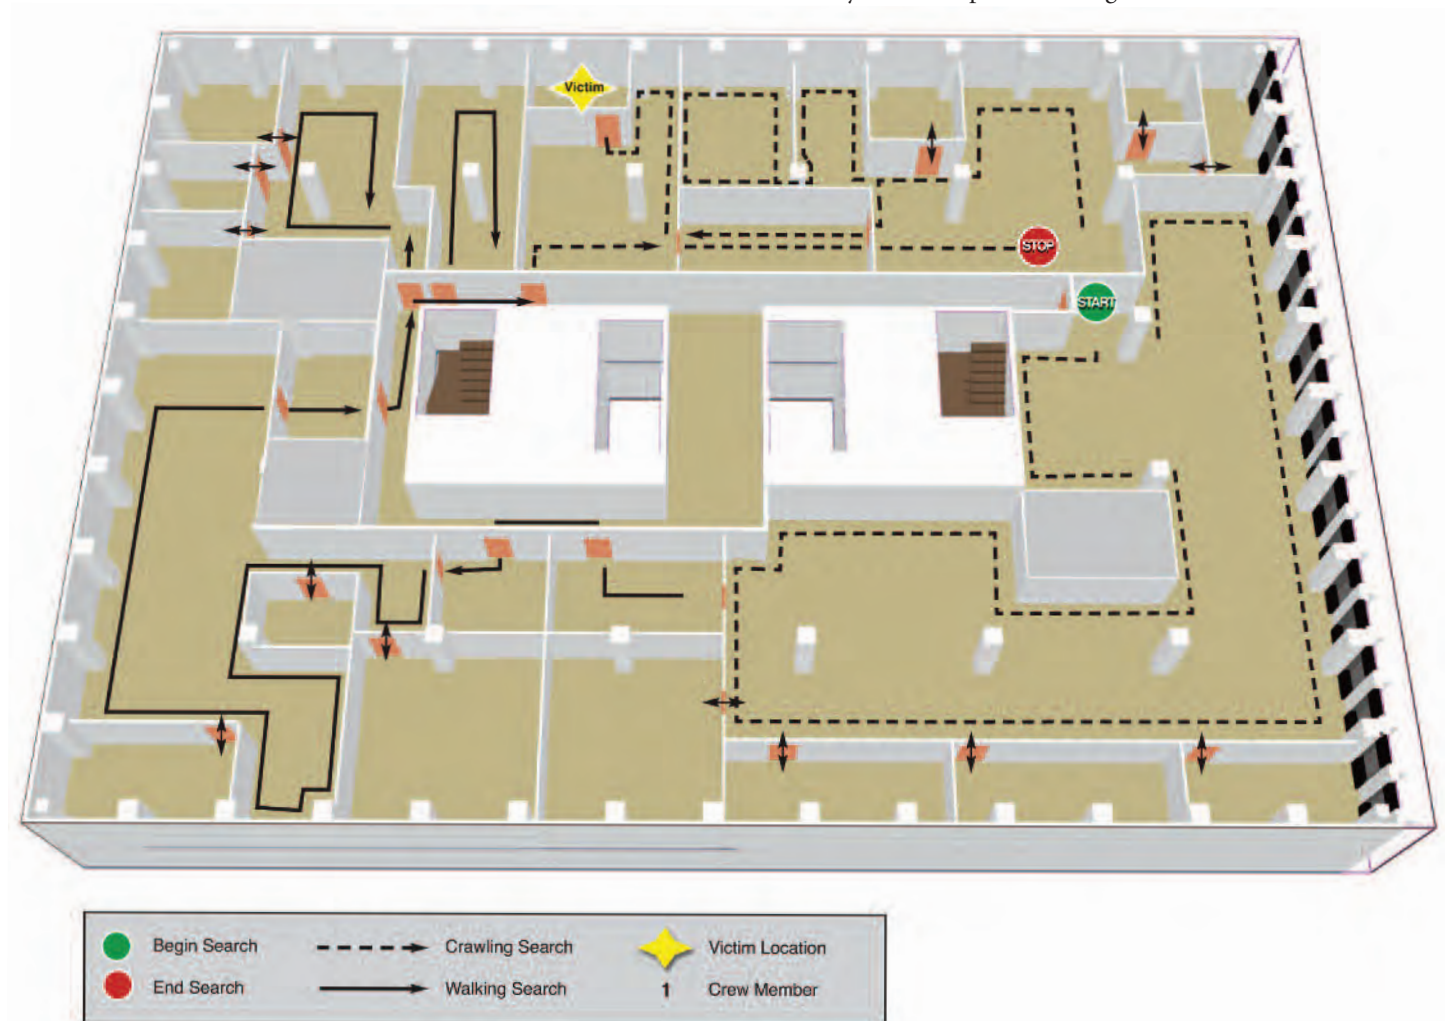 Victim
STOP
START
Begin Search
Crawling Search
Victim Location
End Search
Walking Search
1
Crew Member